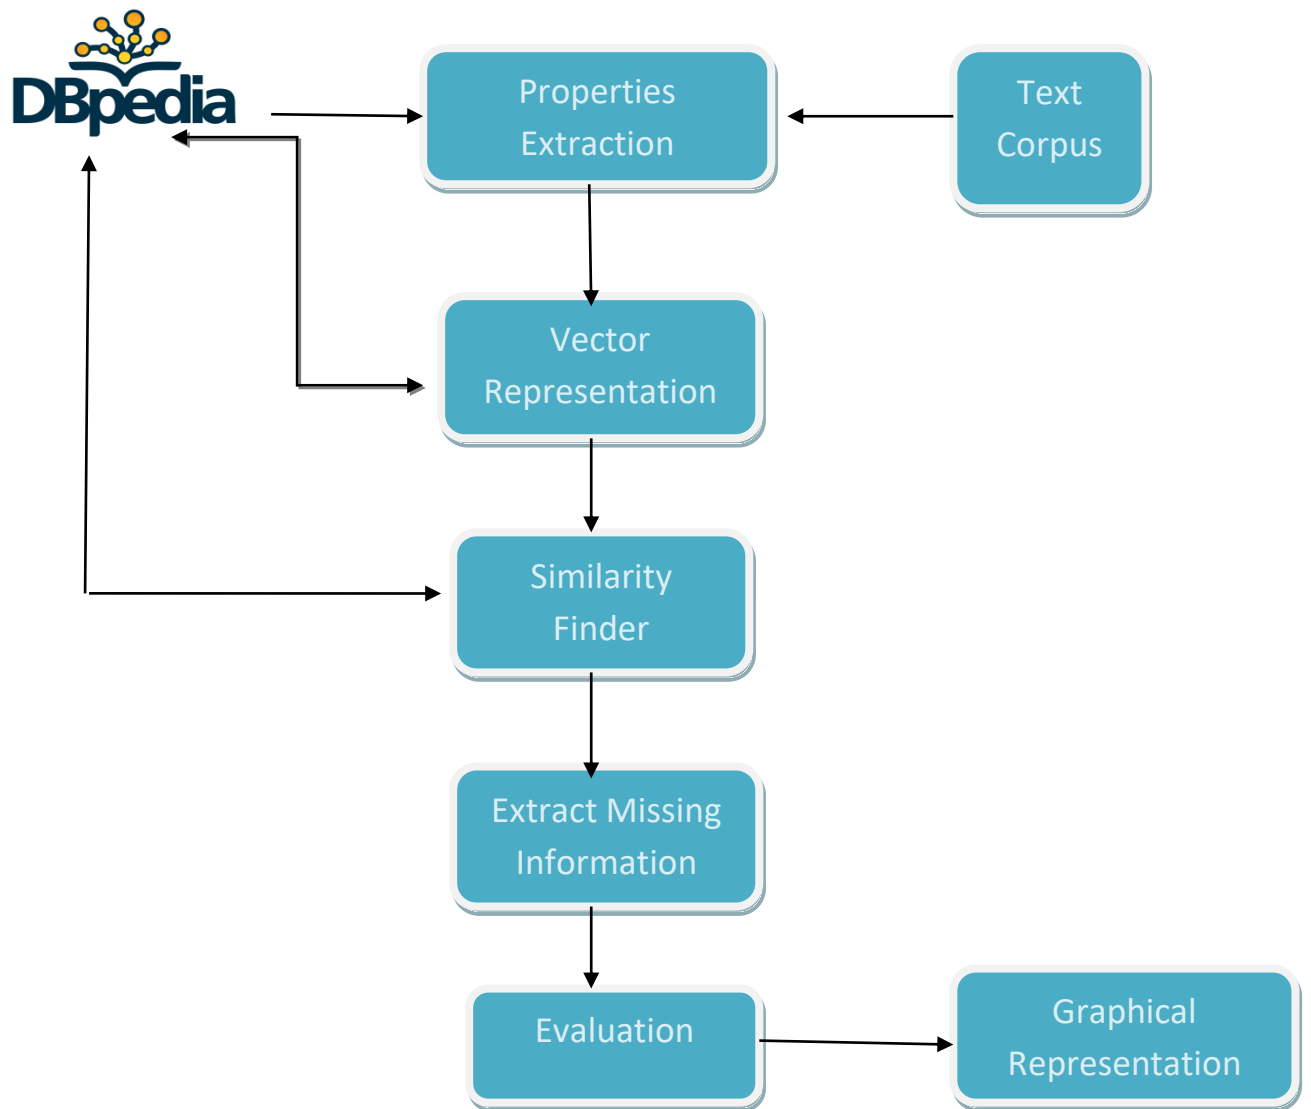 DBpedia
Properties
Extraction
Text
Corpus
Vector
Representation
Similarity
Finder
Extract Missing
Information
Evaluation
Graphical
Representation